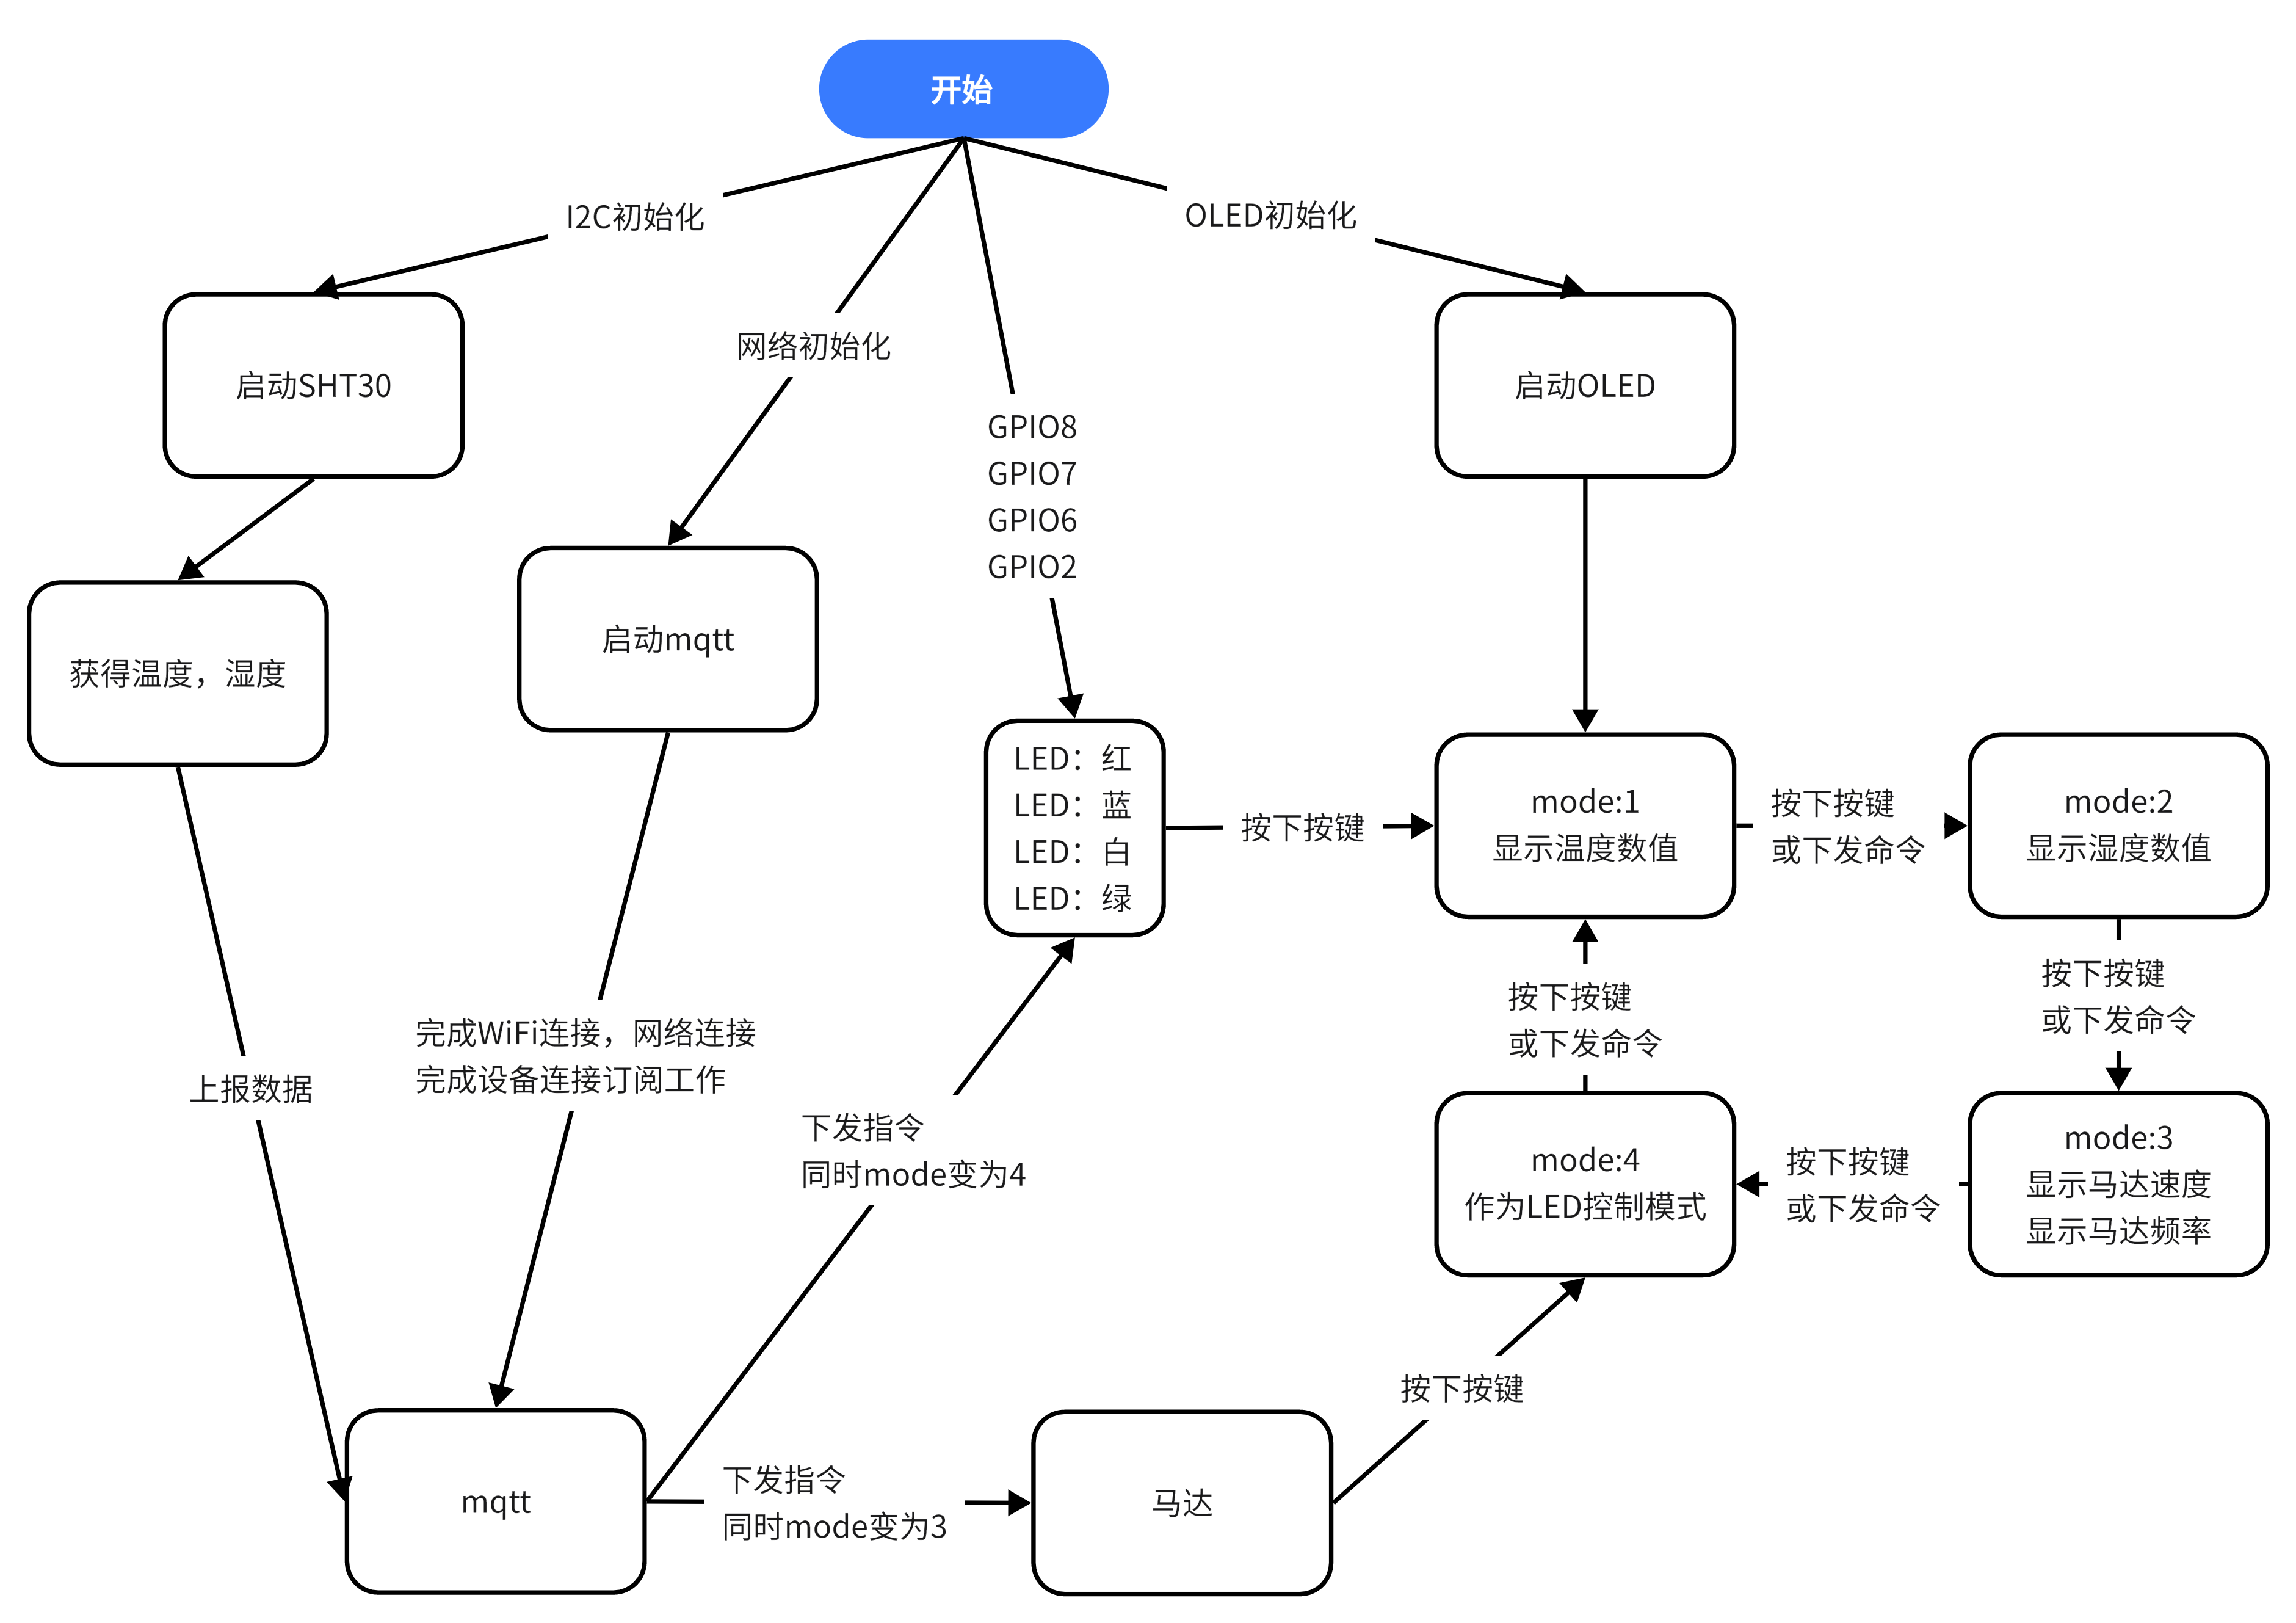 开始
I2C初始化
OLED初始化
网络初始化
启动SHT30
启动OLED
GPIO8
GPIO7
GPIO6
GPIO2
启动mqtt
获得温度，湿度
LED：红
LED：蓝
LED：白
LED：绿
按下按键
mode:1
显示温度数值
按下按键
或下发命令
mode:2
显示湿度数值
按下按键
或下发命令
按下按键
或下发命令
完成WiFi连接，网络连接
完成设备连接订阅工作
上报数据
下发指令
同时mode变为4
mode:4
作为LED控制模式
按下按键
或下发命令
mode:3
显示马达速度
显示马达频率
按下按键
mqtt
下发指令
同时mode变为3
马达